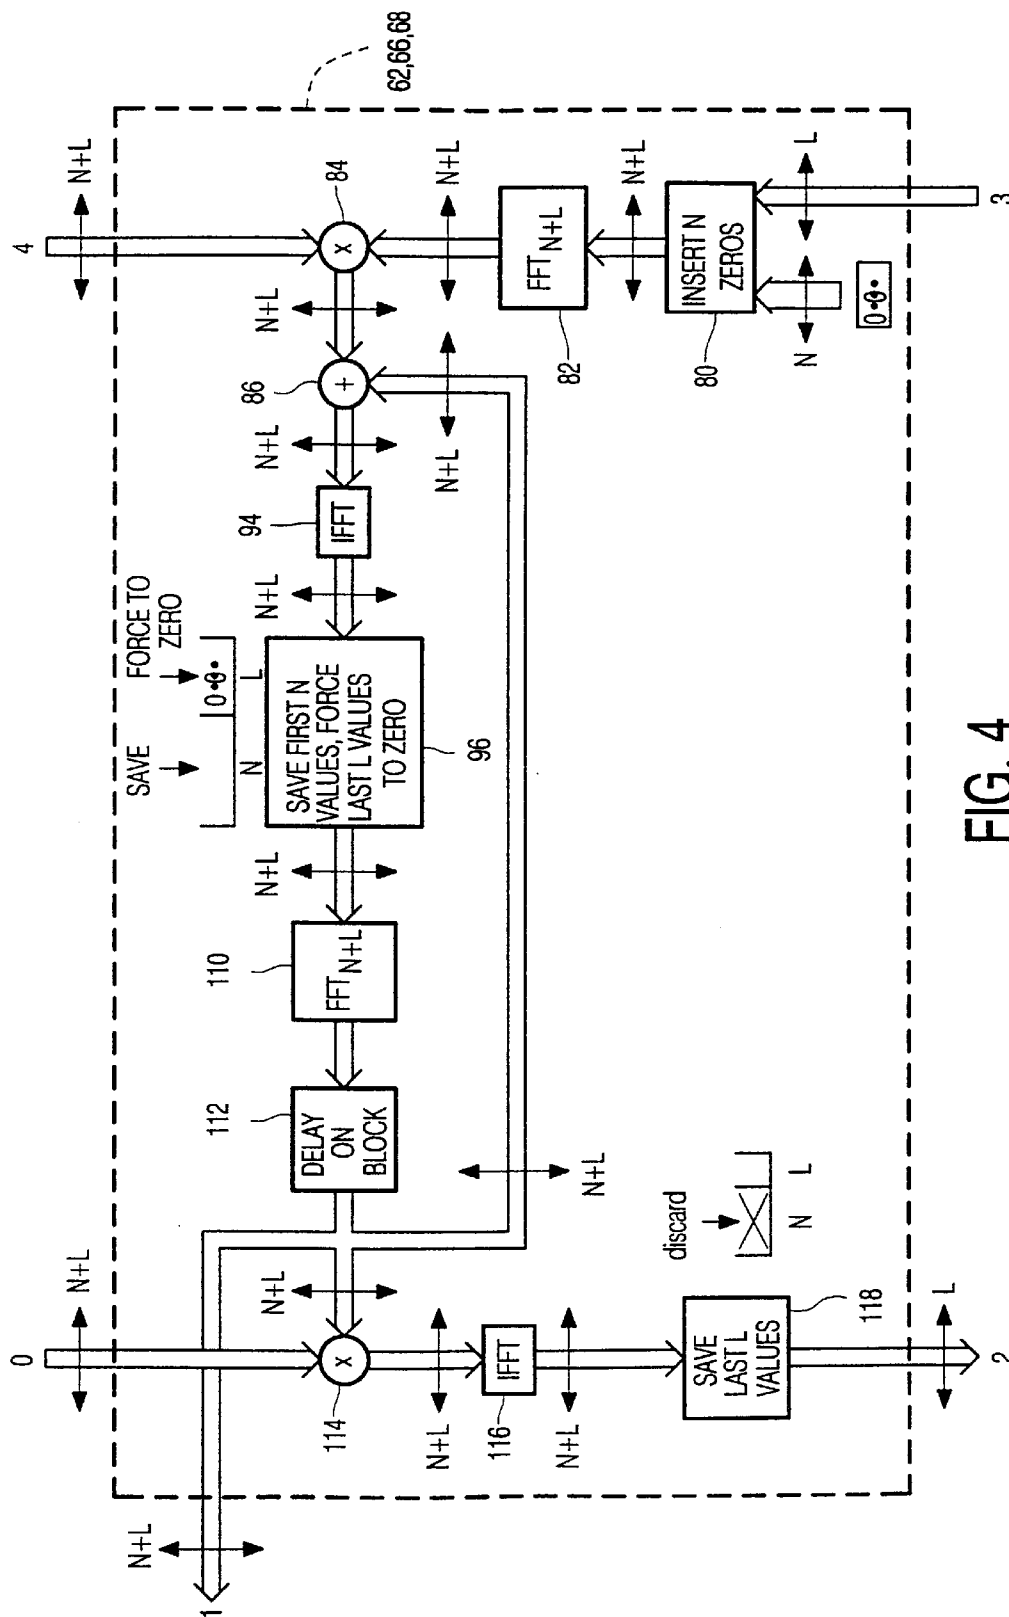 62,66,68
0
N+L
N+L
1
N+L
114
N+L
116
IFFT
N+L
SAVE
LAST L
VALUES
118
L
2
discard
N
L
112
DELAY
ON
BLOCK
N+L
110
FFT N+L
N+L
SAVE
FORCE TO
ZERO
0•0•
N
L
SAVE FIRST N
VALUES, FORCE
LAST L VALUES
TO ZERO
96
N+L
94
IFFT
N+L
86
+
N+L
N+L
4
N+L
84
x
x
N+L
FFT N+L
82
N+L
INSERT N
ZEROS
80
N
L
0•0•
3
FIG. 4